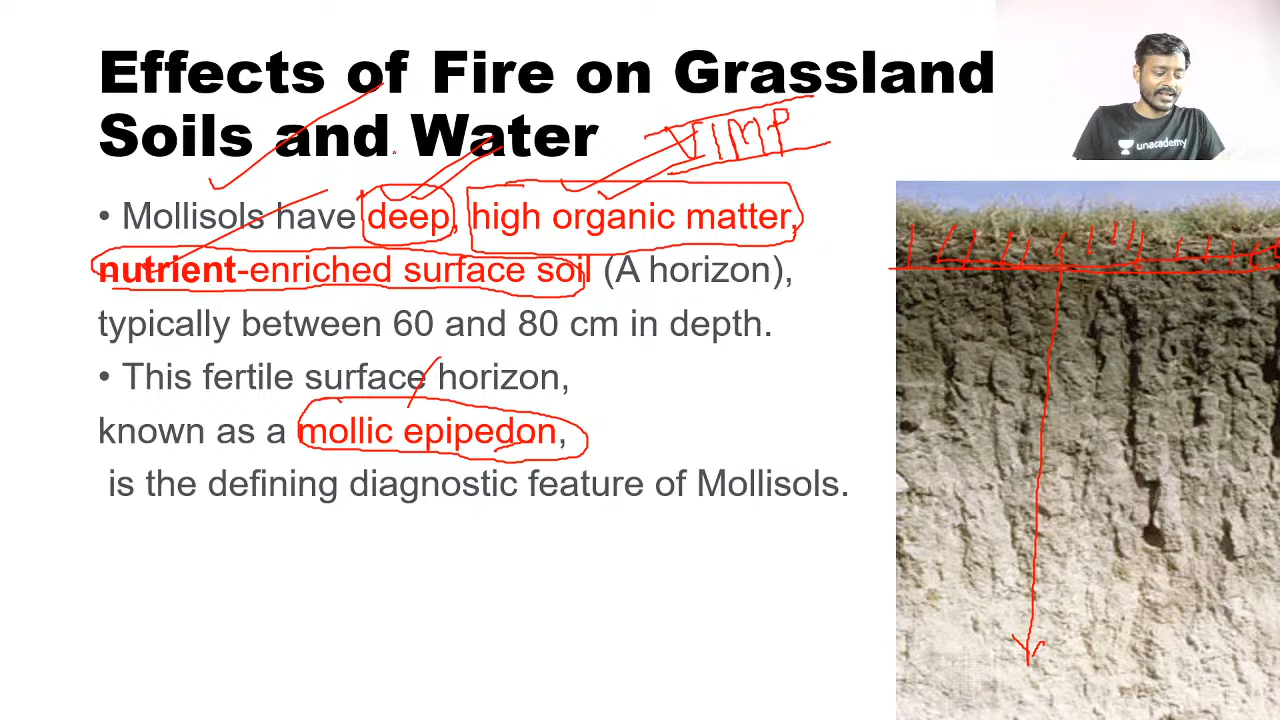 Effects of Fire on Grassland
Soils and Water
VIMP
unacademy
• Mollisols have deep, high organic matter,
nutrient-enriched surface soil (A horizon),
typically between 60 and 80 cm in depth.
• This fertile surface horizon,
known as a mollic epipedon,
is the defining diagnostic feature of Mollisols.